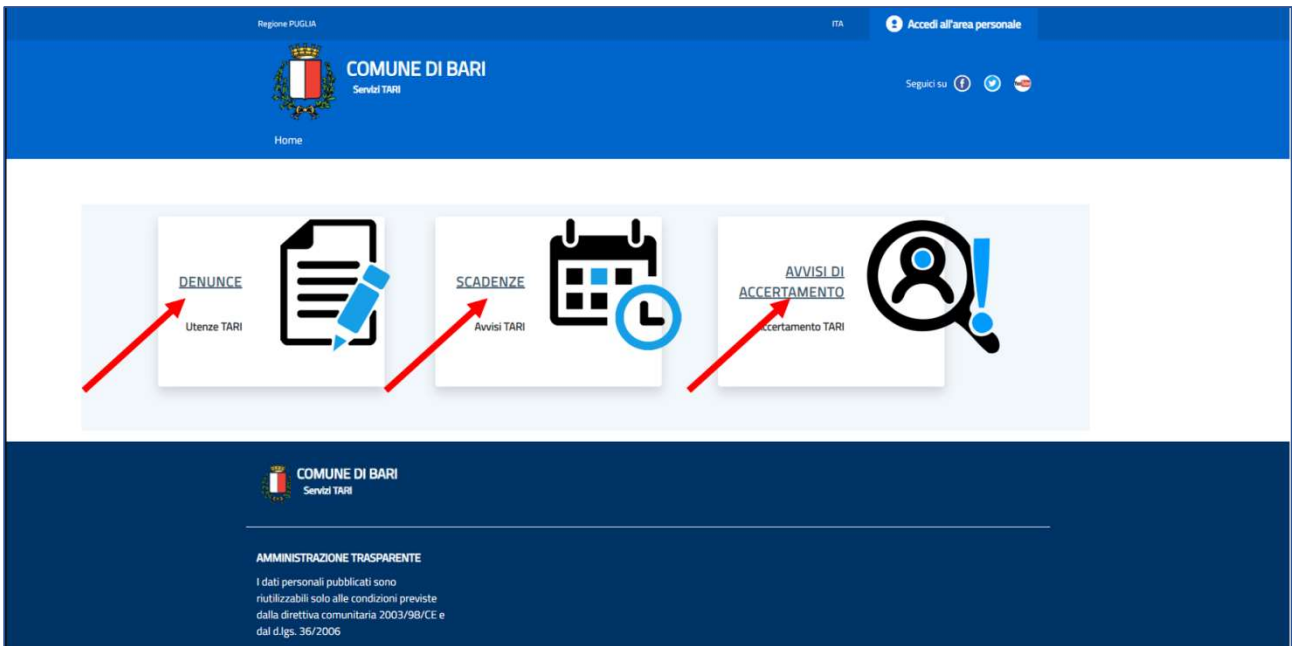 Regione PUGLIA
ITA
Accedi all'area personale
COMUNE DI BARI
Servizi TARI
Seguici su
Home
DENUNCE
Utenze TARI
SCADENZE
Avvisi TARI
AVVISI DI
ACCERTAMENTO
ccertamento TARI
COMUNE DI BARI
Servizi TARI
AMMINISTRAZIONE TRASPARENTE
I dati personali pubblicati sono
riutilizzabili solo alle condizioni previste
dalla direttiva comunitaria 2003/98/CE e
dal d.lgs. 36/2006